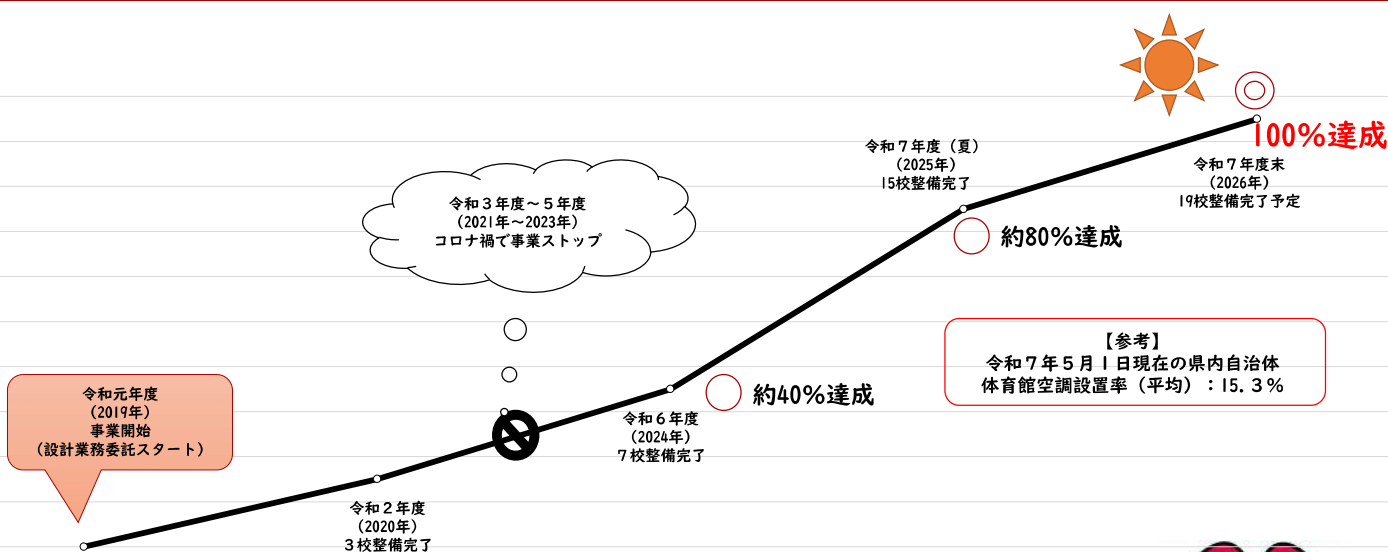 令和元年度
(2019年)
事業開始
(設計業務委託スタート)
令和２年度
(2020年)
３校整備完了
令和３年度～５年度
(2021年～2023年)
コロナ禍で事業ストップ
令和６年度
(2024年)
７校整備完了
約40%達成
令和７年度（夏）
(2025年)
15校整備完了
約80%達成
100%達成
令和７年度末
(2026年)
19校整備完了予定
【参考】
令和７年５月１日現在の県内自治体
体育館空調設置率（平均）：15.３％